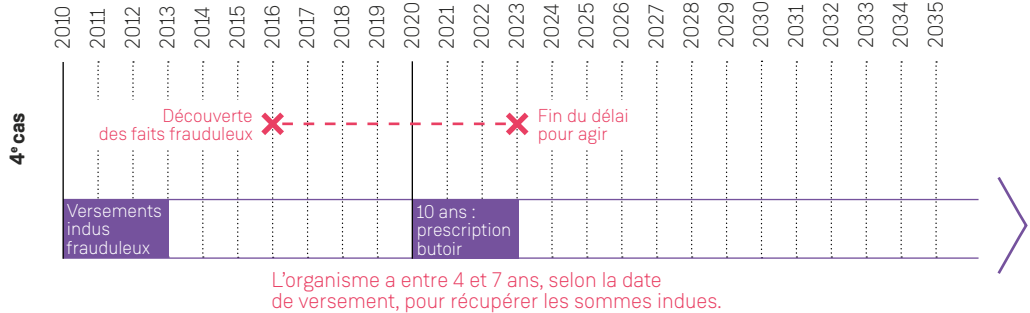 2010 2011 2012 2013 2014 2015 2016 2017 2018 2019 2020 2021 2022 2023 2024 2025 2026 2027 2028 2029 2030 2031 2032 2033 2034 2035
4e cas
Découverte
des faits frauduleux
Fin du délai
pour agir
Versements
indus
frauduleux
10 ans :
prescription
butoir
L'organisme a entre 4 et 7 ans, selon la date
de versement, pour récupérer les sommes indues.